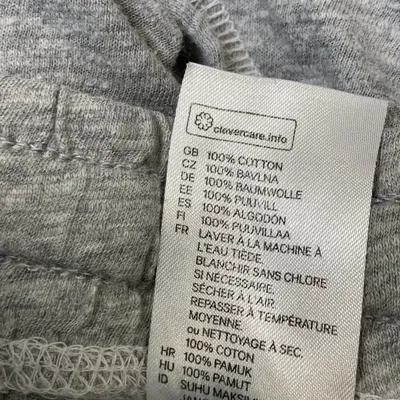 clevercare.info
GB 100% COTTON
CZ 100% BAVLNA
DE 100% BAUMWOLLE
EE 100% PUUVILL
ES 100% ALGODÓN
FI 100% PUUVILLAA
FR LAVER À LA MACHINE À
L'EAU TIÈDE.
BLANCHIR SANS CHLORE
SI NÉCESSAIRE.
SÉCHER À L'AIR.
REPASSER À TEMPÉRATURE
MOYENNE.
ou NETTOYAGE À SEC.
100% COTON
HR 100% PAMUK
HU 100% PAMUT
ID SUHU MAKSIM